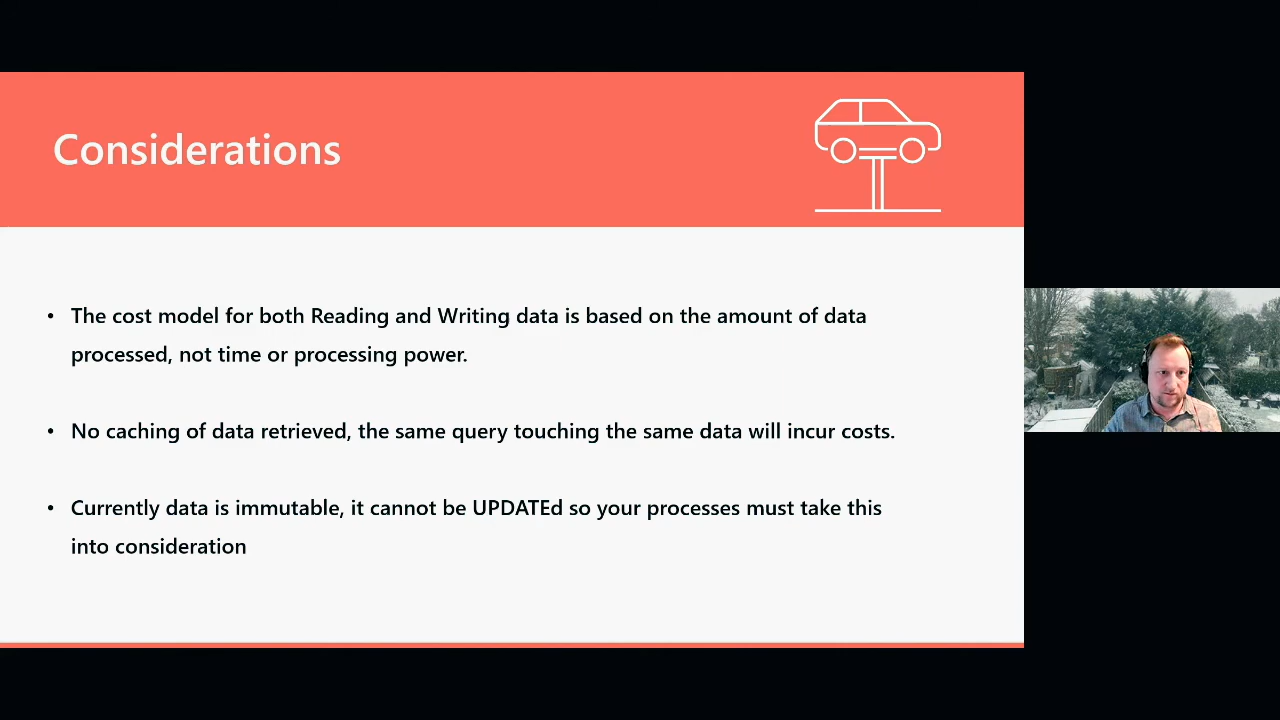 Considerations
• The cost model for both Reading and Writing data is based on the amount of data
processed, not time or processing power.
• No caching of data retrieved, the same query touching the same data will incur costs.
• Currently data is immutable, it cannot be UPDATEd so your processes must take this
into consideration